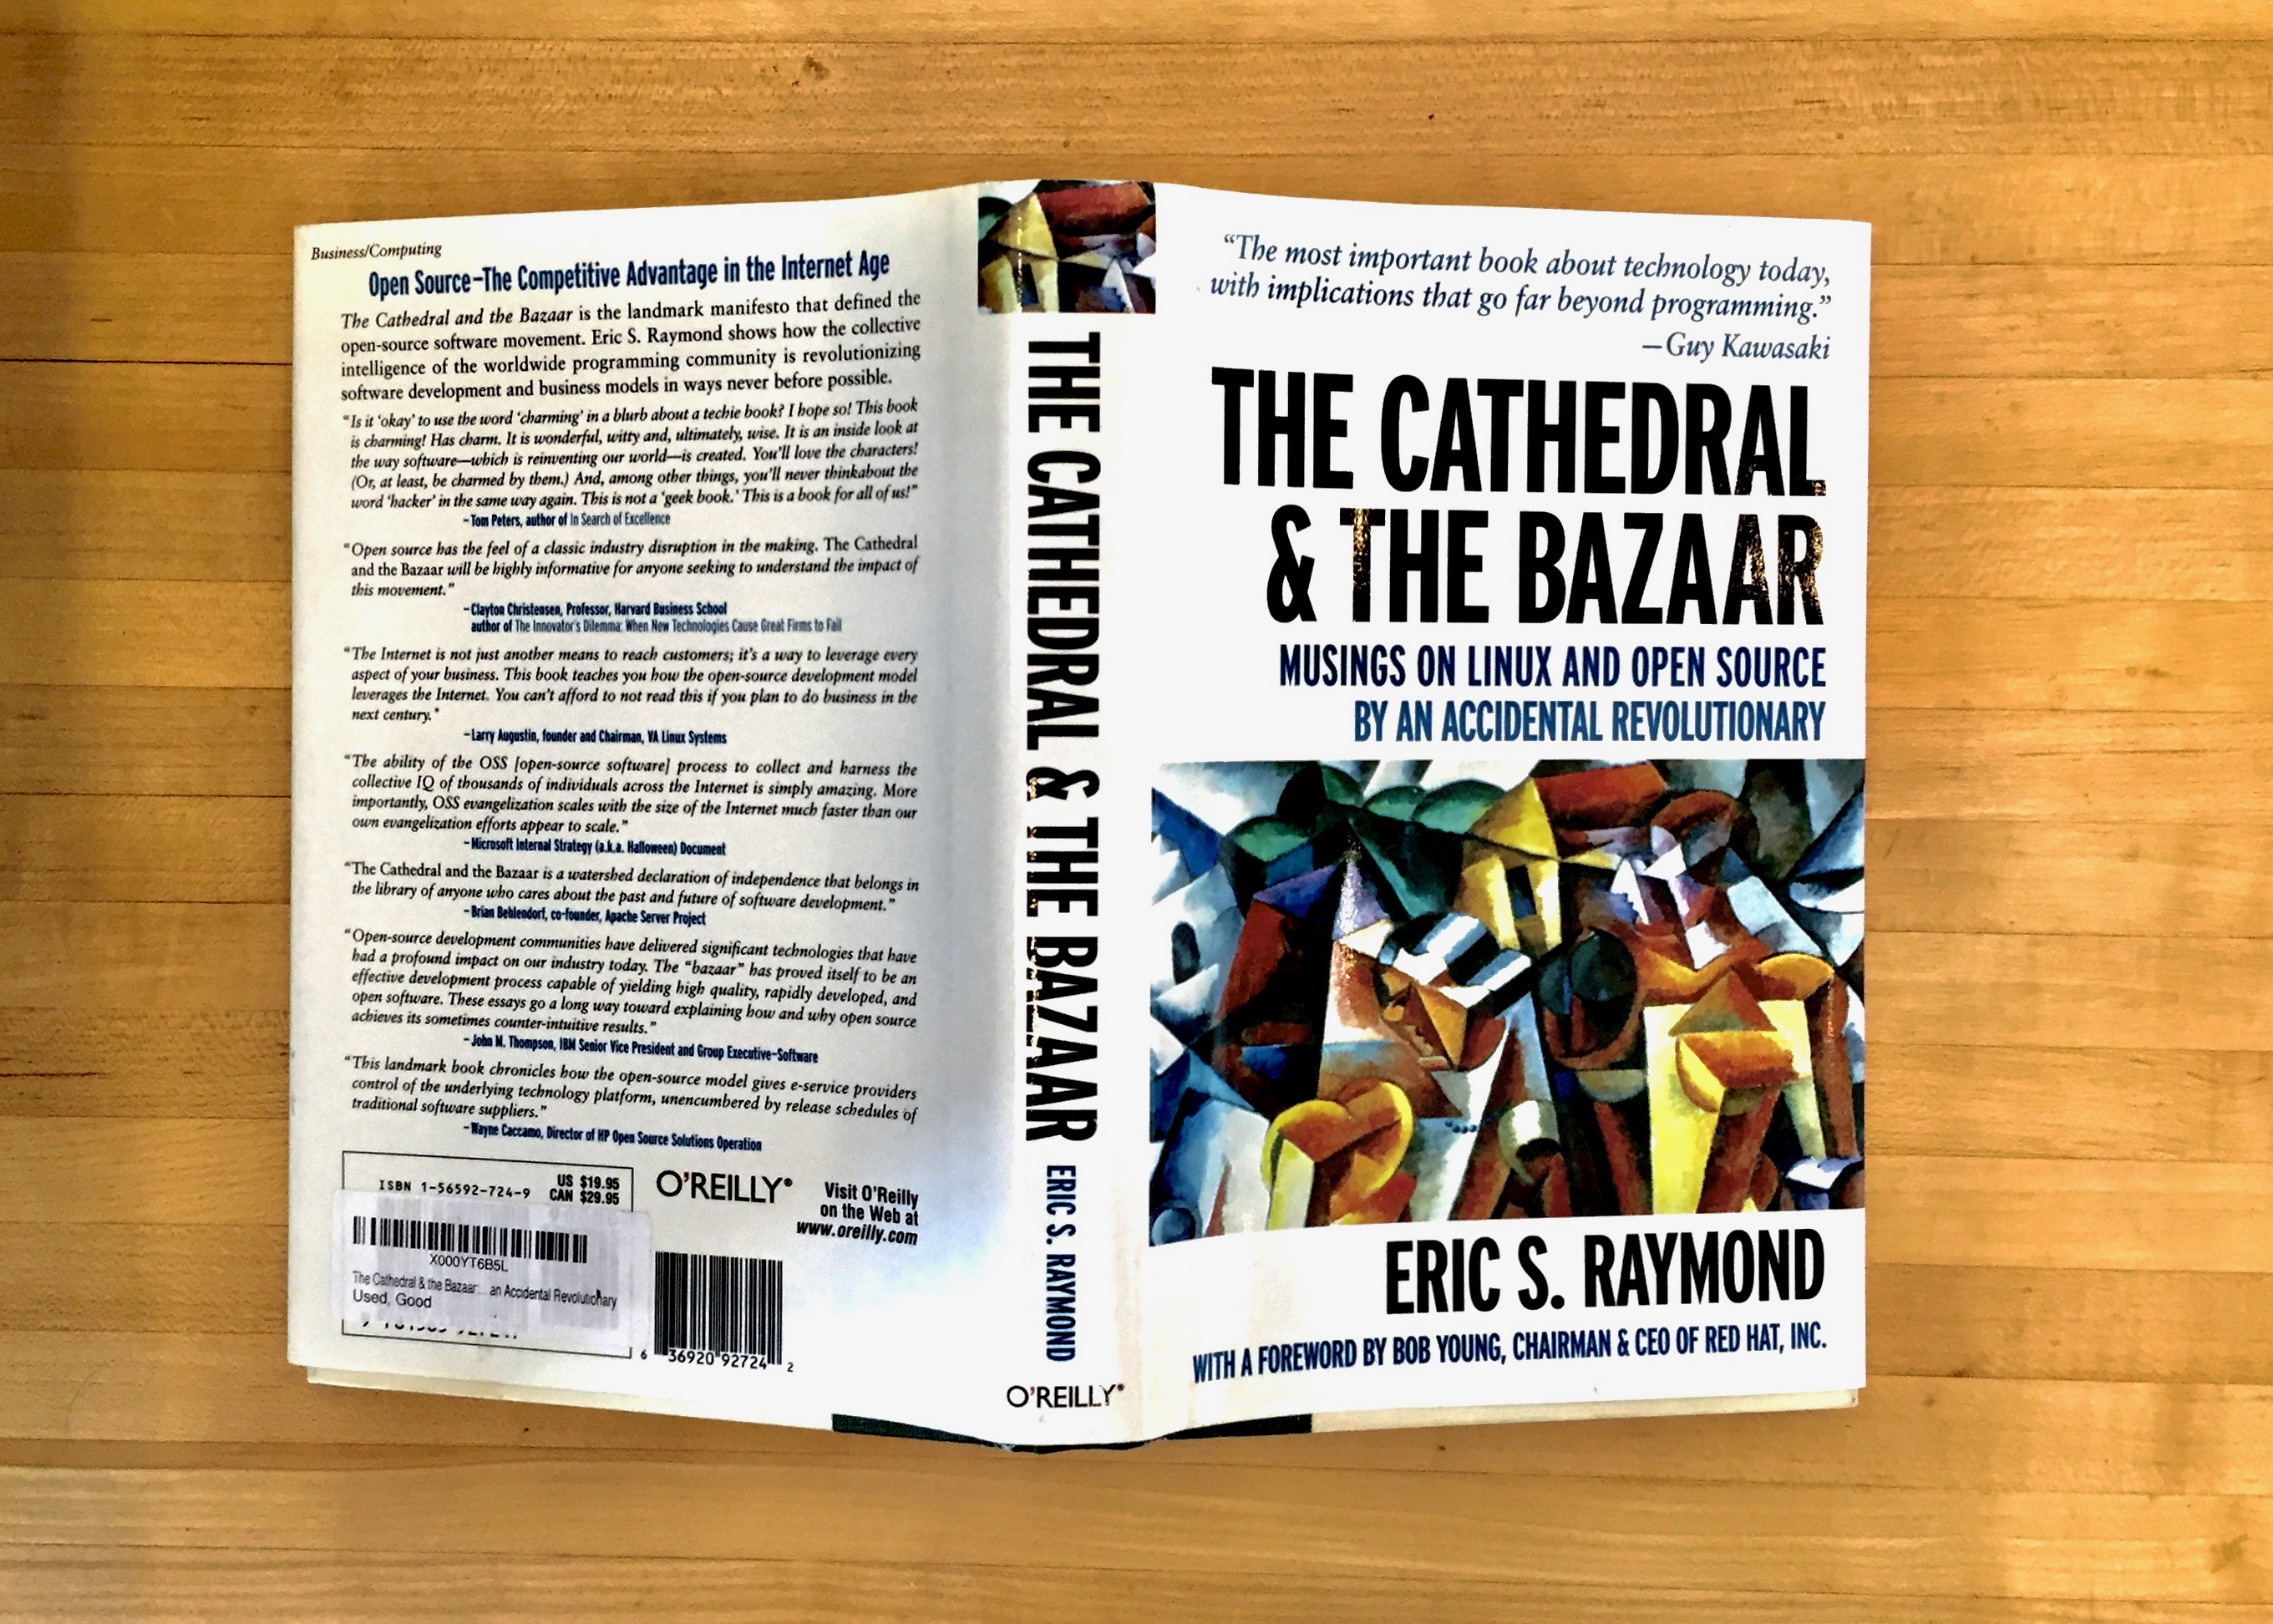 Business/Computing
Open Source–The Competitive Advantage in the Internet Age
The Cathedral and the Bazaar is the landmark manifesto that defined the
open-source software movement. Eric S. Raymond shows how the collective
intelligence of the worldwide programming community is revolutionizing
software development and business models in ways never before possible.
“Is it ‘okay’ to use the word ‘charming’ in a blurb about a techie book? I hope so! This book
is charming! Has charm. It is wonderful, witty and, ultimately, wise. It is an inside look at
the way software—which is reinventing our world—is created. You’ll love the characters!
(Or, at least, be charmed by them.) And, among other things, you’ll never thinkabout the
word ‘hacker’ in the same way again. This is not a ‘geek book.’ This is a book for all of us!”
–Tom Peters, author of In Search of Excellence
“Open source has the feel of a classic industry disruption in the making. The Cathedral
and the Bazaar will be highly informative for anyone seeking to understand the impact of
this movement.”
–Clayton Christensen, Professor, Harvard Business School
author of The Innovator’s Dilemma: When New Technologies Cause Great Firms to Fail
“The Internet is not just another means to reach customers; it’s a way to leverage every
aspect of your business. This book teaches you how the open-source development model
leverages the Internet. You can’t afford to not read this if you plan to do business in the
next century.”
–Larry Augustin, founder and Chairman, VA Linux Systems
“The ability of the OSS [open-source software] process to collect and harness the
collective IQ of thousands of individuals across the Internet is simply amazing. More
importantly, OSS evangelization scales with the size of the Internet much faster than our
own evangelization efforts appear to scale.”
–Microsoft Internal Strategy (a.k.a. Halloween) Document
“The Cathedral and the Bazaar is a watershed declaration of independence that belongs in
the library of anyone who cares about the past and future of software development.”
–Brian Behlendorf, co-founder, Apache Server Project
“Open-source development communities have delivered significant technologies that have
had a profound impact on our industry today. The “bazaar” has proved itself to be an
effective development process capable of yielding high quality, rapidly developed, and
open software. These essays go a long way toward explaining how and why open source
achieves its sometimes counter-intuitive results.”
–John M. Thompson, IBM Senior Vice President and Group Executive–Software
“This landmark book chronicles how the open-source model gives e-service providers
control of the underlying technology platform, unencumbered by release schedules of
traditional software suppliers.”
–Wayne Caccamo, Director of HP Open Source Solutions Operation
ISBN 1-56592-724-9
US $19.95
CAN $29.95
X000YT6B5L
The Cathedral & the Bazaar: an Accidental Revolutionary
Used, Good
6 36920 92724 2
O’REILLY®
Visit O’Reilly
on the Web at
www.oreilly.com
THE CATHEDRAL & THE BAZAAR
ERIC S. RAYMOND
O’REILLY®
“The most important book about technology today,
with implications that go far beyond programming.”
—Guy Kawasaki
THE CATHEDRAL
& THE BAZAAR
MUSINGS ON LINUX AND OPEN SOURCE
BY AN ACCIDENTAL REVOLUTIONARY
ERIC S. RAYMOND
WITH A FOREWORD BY BOB YOUNG, CHAIRMAN & CEO OF RED HAT, INC.